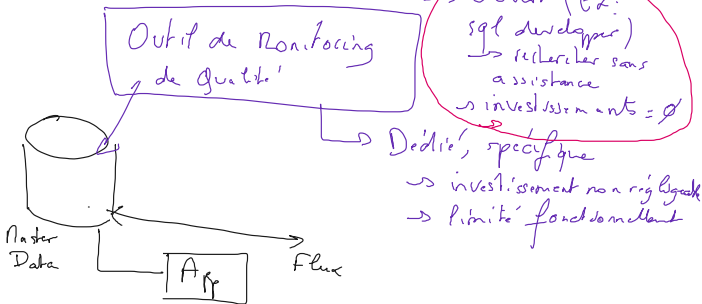 Outil de Monitoring
de Qualité
(ex:
sql developper)
→ rechercher sans
assistance
→ investissements = ∅
→
→ Dédié, spécifique
→ investissement non négligeable
→ limité fonctionnellement
Master
Data
App
Flux